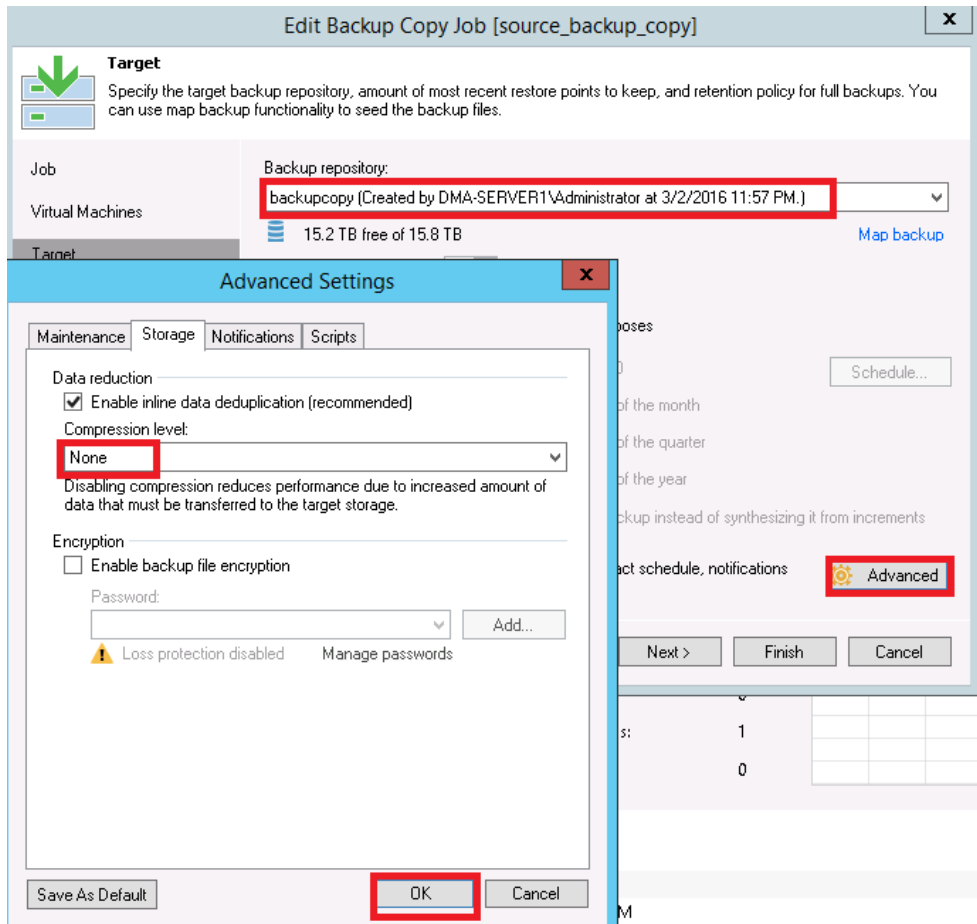 Edit Backup Copy Job [source_backup_copy]
x
Target
Specify the target backup repository, amount of most recent restore points to keep, and retention policy for full backups. You
can use map backup functionality to seed the backup files.
Job
Virtual Machines
Target
Backup repository:
backupcopy (Created by DMA-SERVER1\Administrator at 3/2/2016 11:57 PM.)
15.2 TB free of 15.8 TB
Map backup
Schedule...
of the month
of the quarter
of the year
instead of synthesizing it from increments
schedule, notifications
Advanced
Next >
Finish
Cancel
s:
1
0
M
Advanced Settings
x
Maintenance
Storage
Notifications
Scripts
Data reduction
Enable inline data deduplication (recommended)
Compression level:
None
Disabling compression reduces performance due to increased amount of
data that must be transferred to the target storage.
Encryption
Enable backup file encryption
Password:
Add...
Loss protection disabled
Manage passwords
Save As Default
OK
Cancel